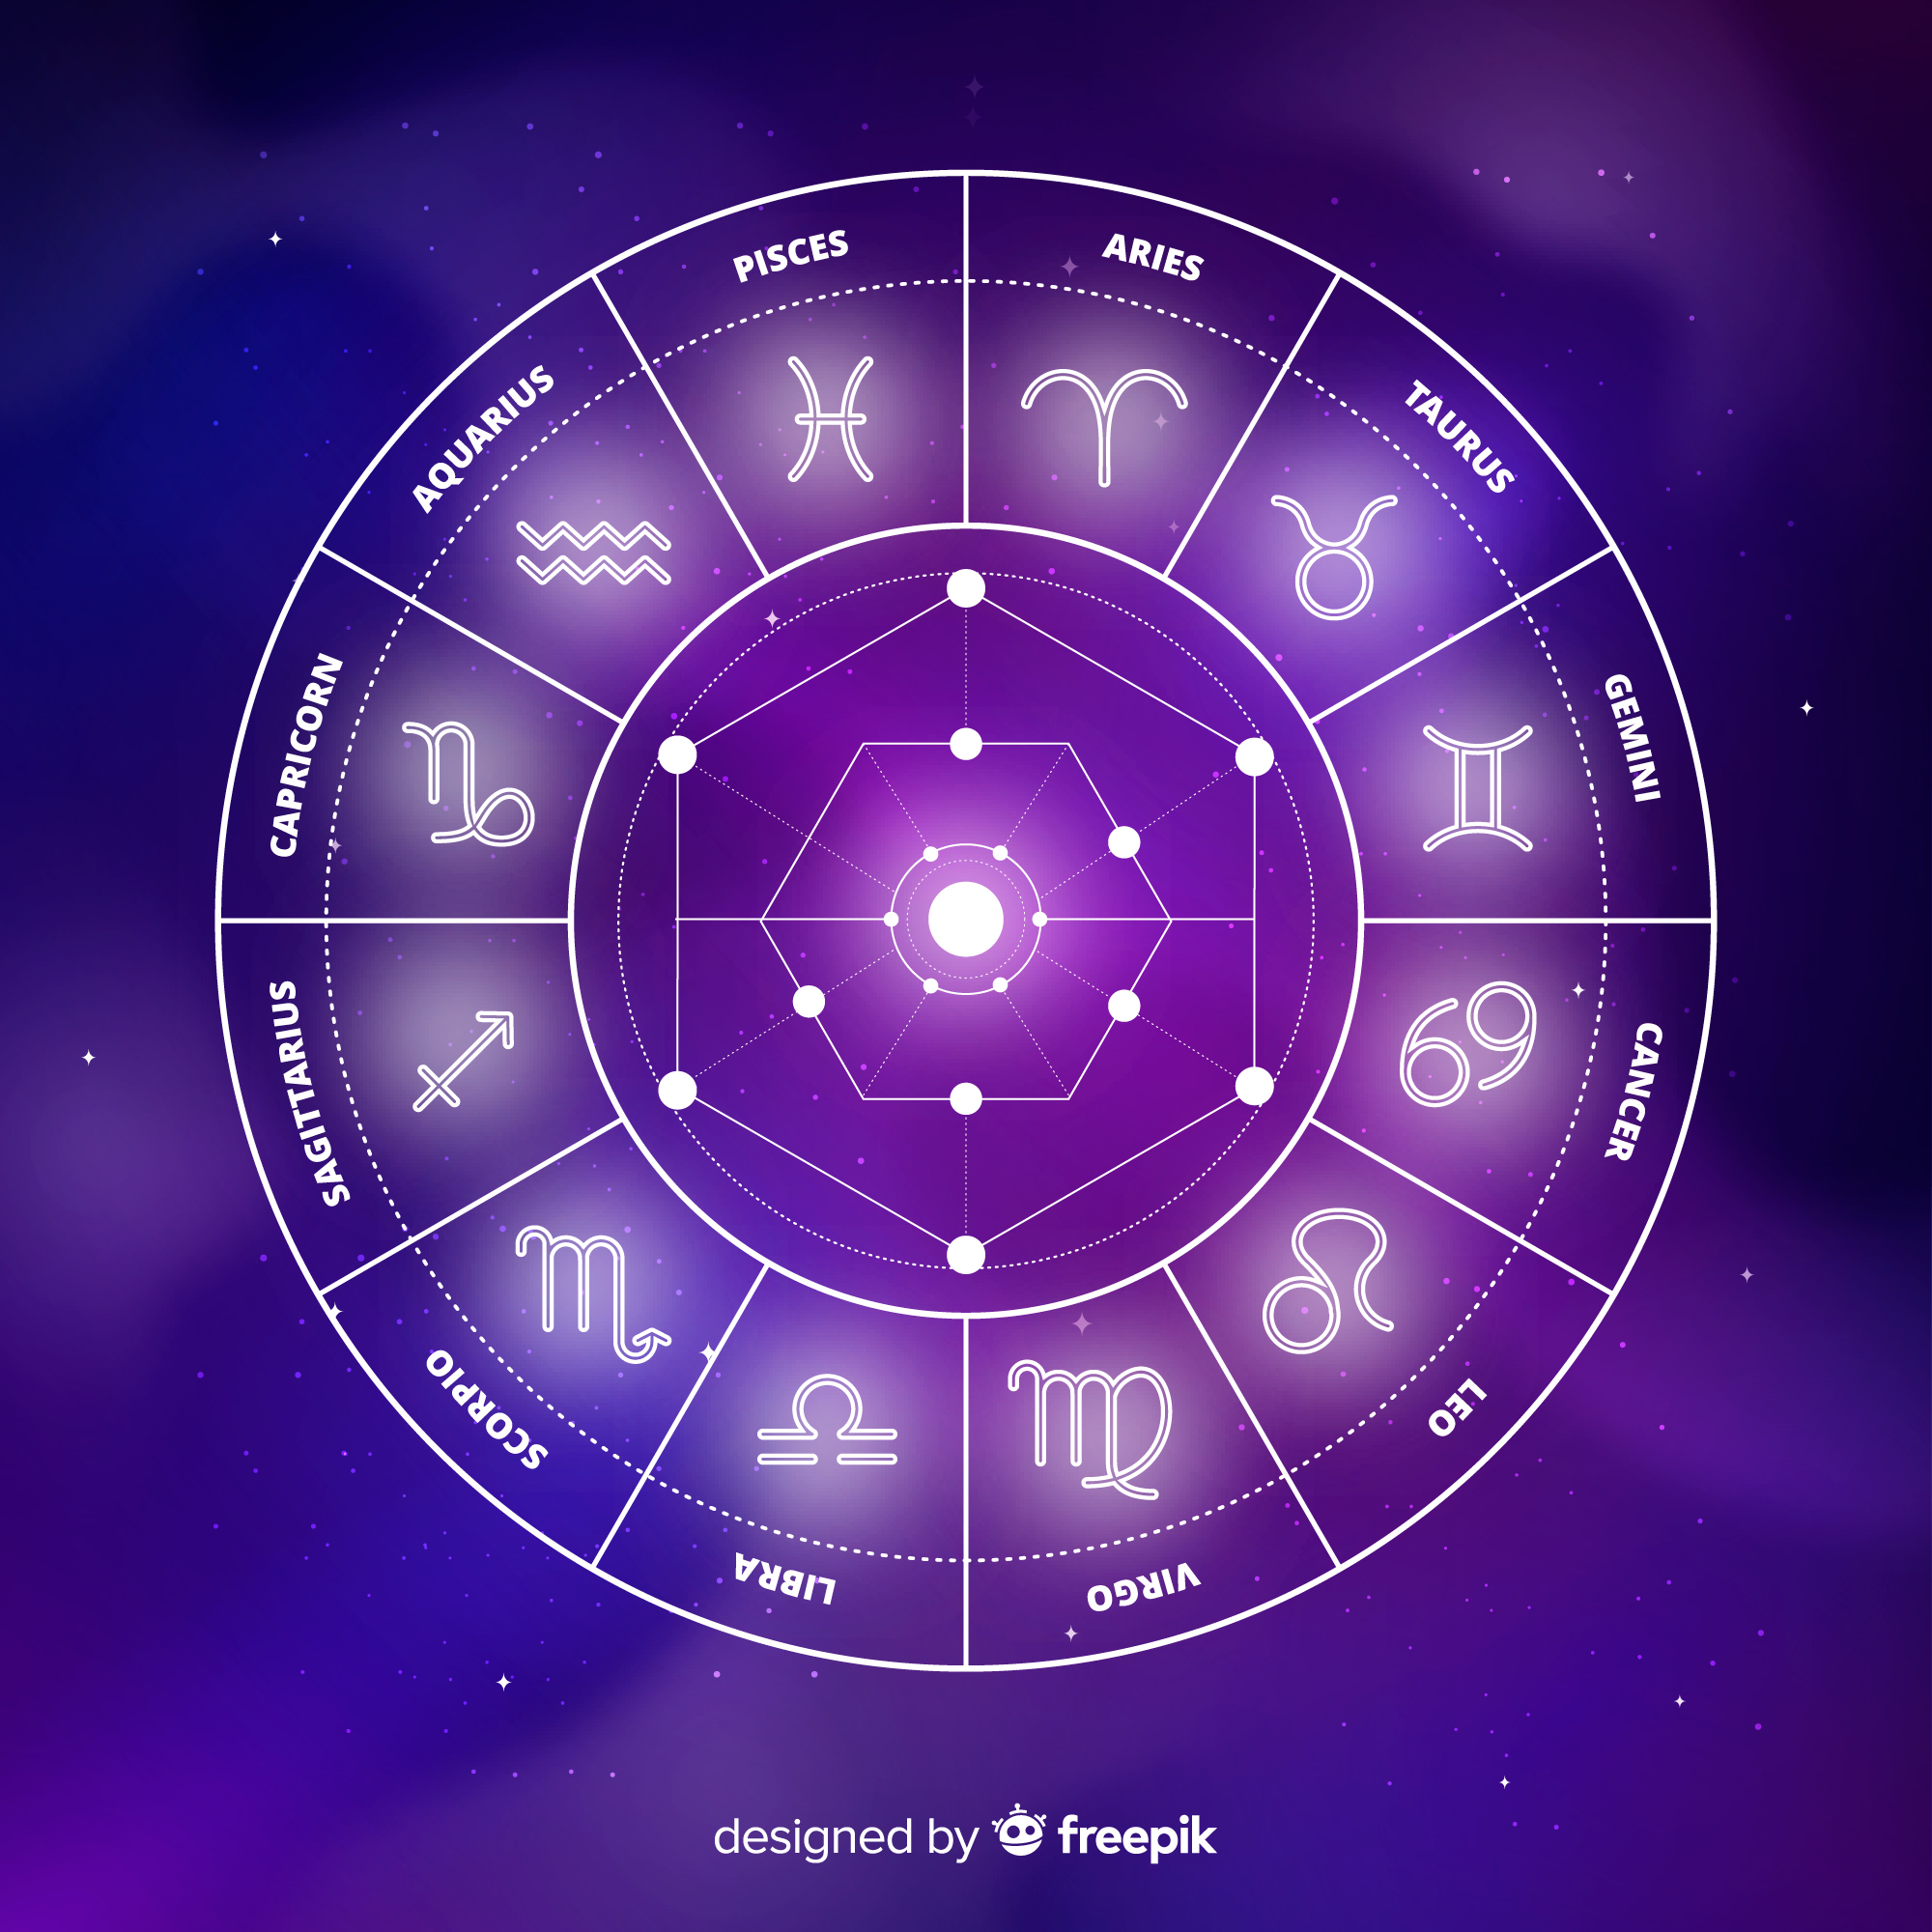 ARIES
TAURUS
GEMINI
CANCER
LEO
VIRGO
LIBRA
SCORPIO
SAGITTARIUS
CAPRICORN
AQUARIUS
PISCES
designed by freepik